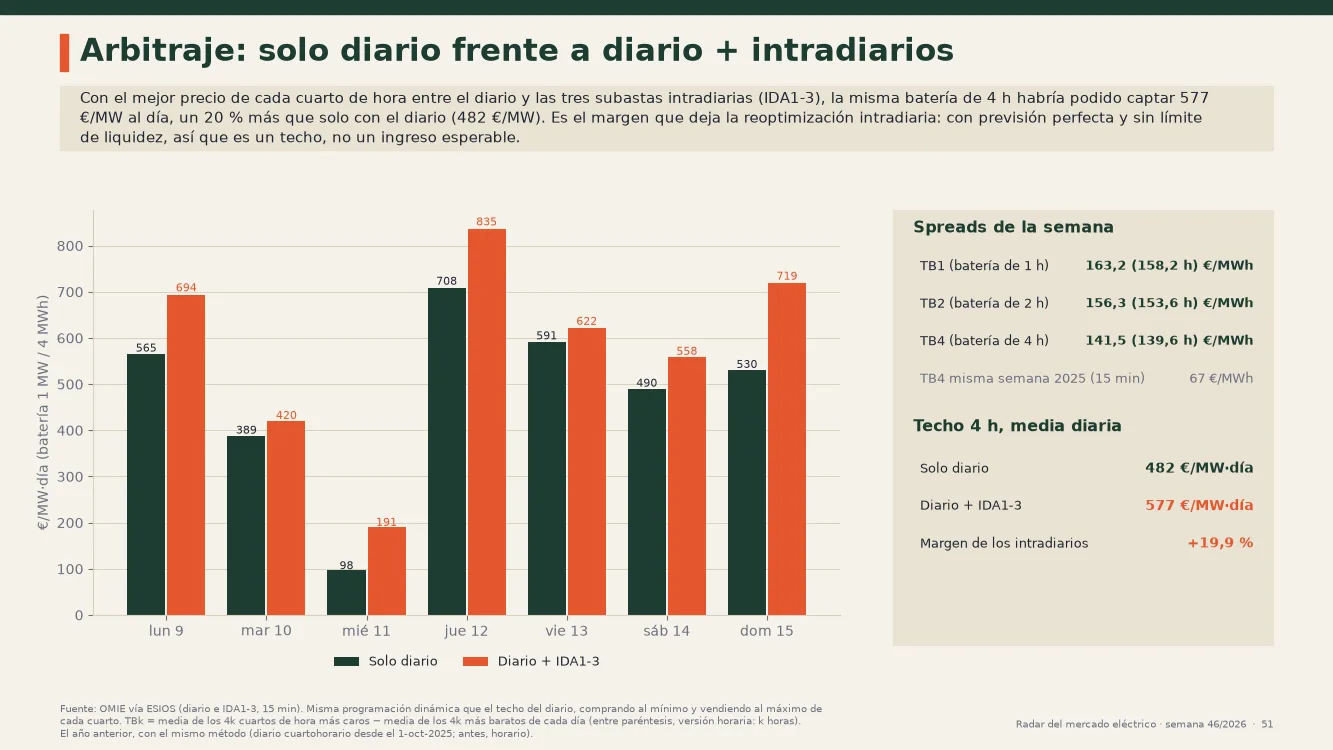 Arbitraje: solo diario frente a diario + intradiarios
Con el mejor precio de cada cuarto de hora entre el diario y las tres subastas intradiarias (IDA1-3), la misma batería de 4 h habría podido captar 577
€/MW al día, un 20 % más que solo con el diario (482 €/MW). Es el margen que deja la reoptimización intradiaria: con previsión perfecta y sin límite
de liquidez, así que es un techo, no un ingreso esperable.
€/MW·día (batería 1 MW / 4 MWh)
800
700
600
500
400
300
200
100
0
565
694
389
420
98
191
708
835
591
622
490
558
530
719
lun 9
mar 10
mié 11
jue 12
vie 13
sáb 14
dom 15
Solo diario
Diario + IDA1-3
Spreads de la semana
TB1 (batería de 1 h) 163,2 (158,2 h) €/MWh
TB2 (batería de 2 h) 156,3 (153,6 h) €/MWh
TB4 (batería de 4 h) 141,5 (139,6 h) €/MWh
TB4 misma semana 2025 (15 min) 67 €/MWh
Techo 4 h, media diaria
Solo diario 482 €/MW·día
Diario + IDA1-3 577 €/MW·día
Margen de los intradiarios +19,9 %
Fuente: OMIE vía ESIOS (diario e IDA1-3, 15 min). Misma programación dinámica que el techo del diario, comprando al mínimo y vendiendo al máximo de
cada cuarto. TBk = media de los 4k cuartos de hora más caros − media de los 4k más baratos de cada día (entre paréntesis, versión horaria: k horas).
El año anterior, con el mismo método (diario cuartohorario desde el 1-oct-2025; antes, horario).
Radar del mercado eléctrico · semana 46/2026 · 51